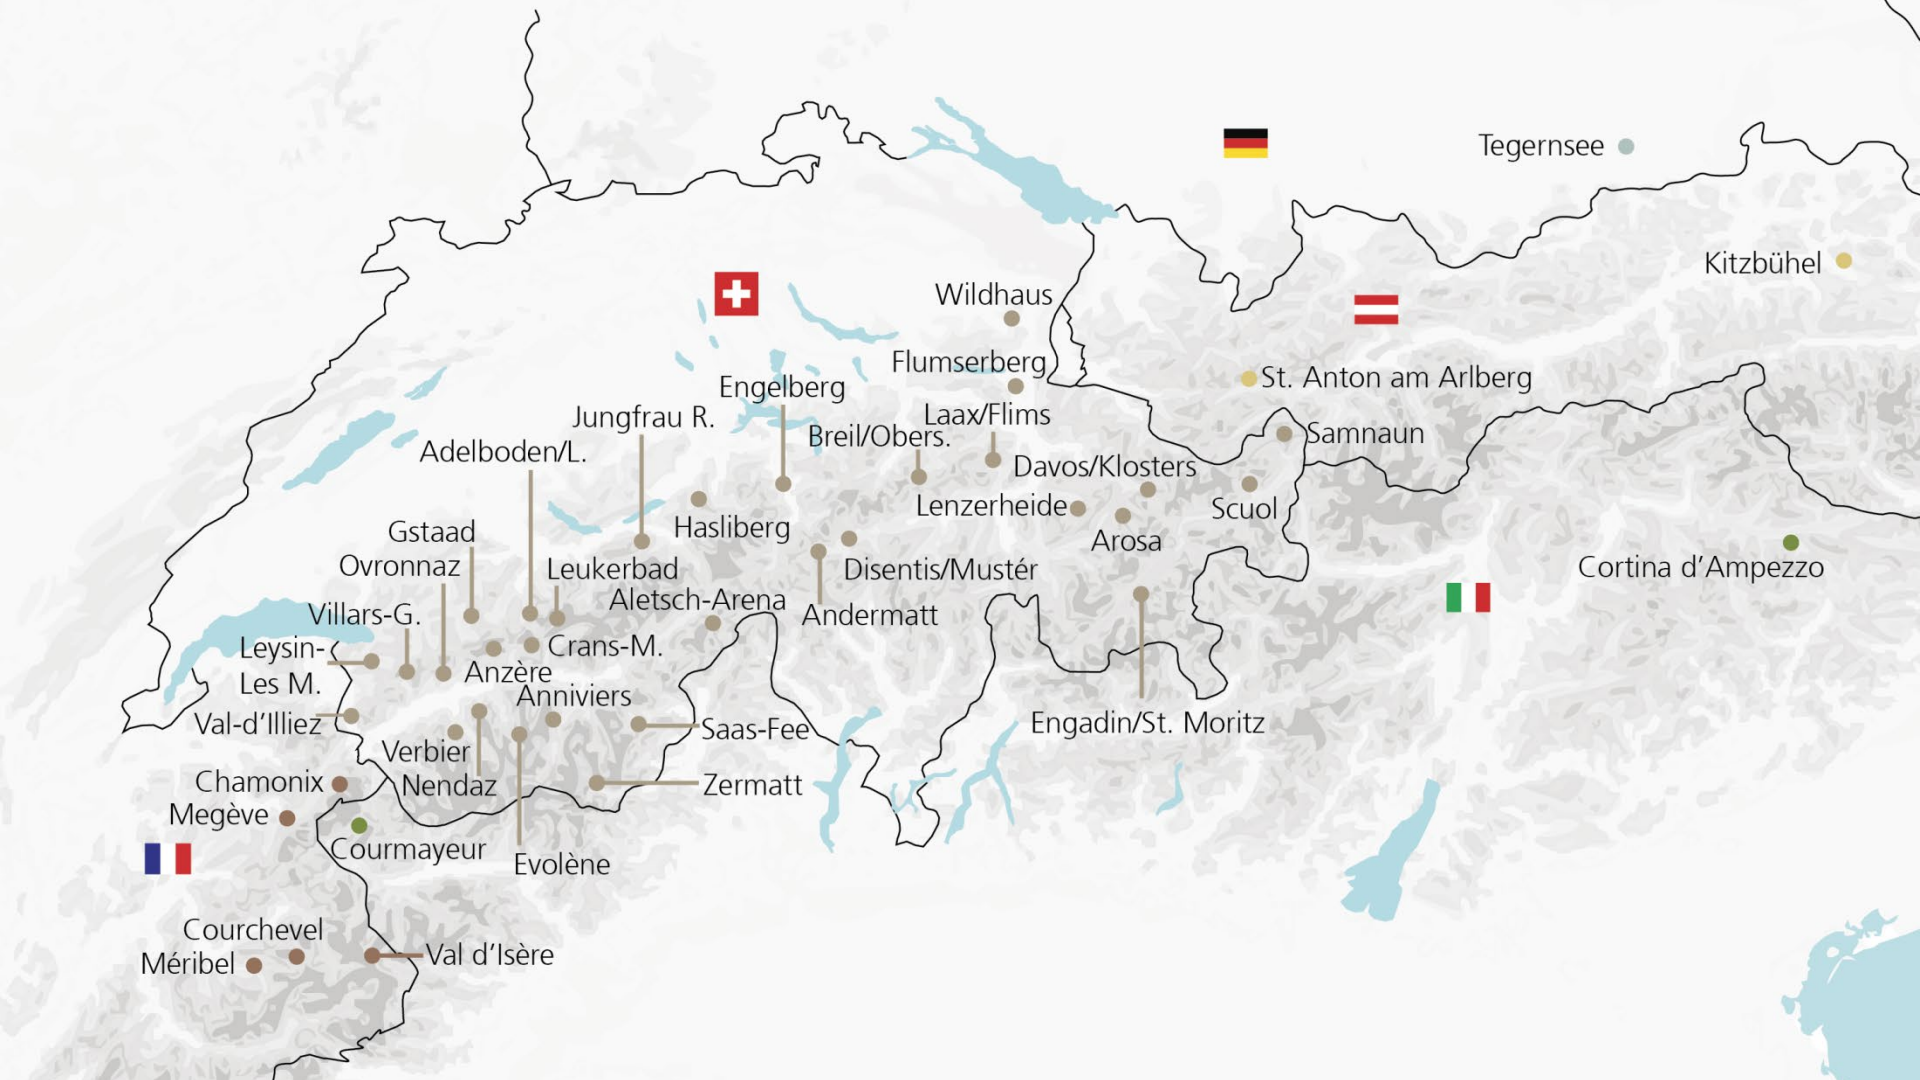 Tegernsee
Kitzbühel
Wildhaus
Flumserberg
St. Anton am Arlberg
Engelberg
Jungfrau R.
Laax/Flims
Breil/Obers.
Samnaun
Adelboden/L.
Davos/Klosters
Lenzerheide
Scuol
Gstaad
Hasliberg
Arosa
Ovronnaz
Leukerbad
Disentis/Mustér
Cortina d’Ampezzo
Aletsch-Arena
Villars-G.
Andermatt
Leysin-
Les M.
Crans-M.
Anzère
Anniviers
Val-d’Illiez
Saas-Fee
Engadin/St. Moritz
Verbier
Chamonix
Nendaz
Zermatt
Megève
Courmayeur
Evolène
Courchevel
Méribel
Val d’Isère